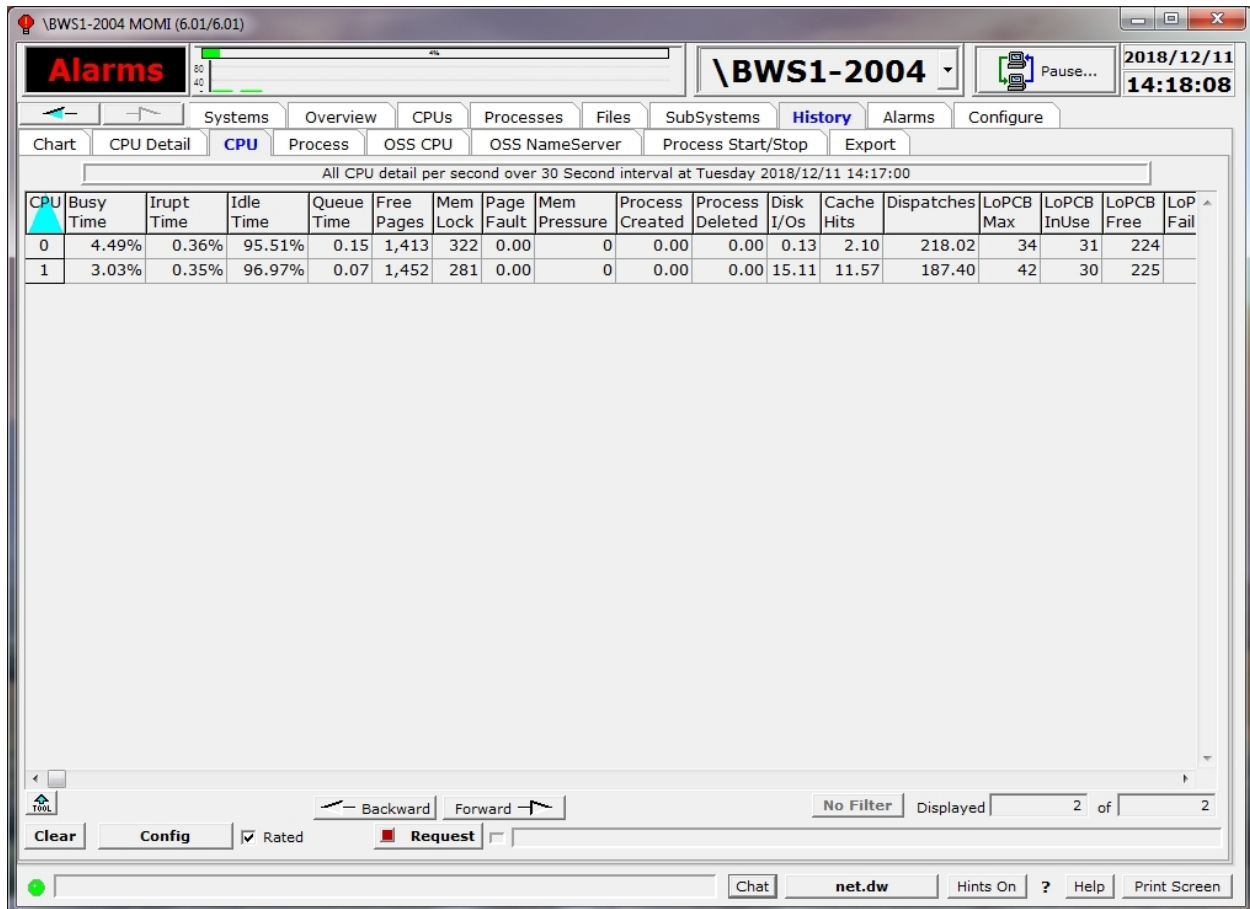 \BWS1-2004 MOMI (6.01/6.01)
Alarms
80
40
4%
\BWS1-2004
Pause...
2018/12/11
14:18:08
Systems Overview CPUs Processes Files SubSystems History Alarms Configure
Chart CPU Detail CPU Process OSS CPU OSS NameServer Process Start/Stop Export
All CPU detail per second over 30 Second interval at Tuesday 2018/12/11 14:17:00
CPU Busy Irupt Idle Queue Free Mem Page Mem Process Process Disk Cache Dispatches LoPCB LoPCB LoPCB LoP
Time Time Time Time Pages Lock Fault Pressure Created Deleted I/Os Hits Max InUse Free Fail
0 4.49% 0.36% 95.51% 0.15 1,413 322 0.00 0 0.00 0.00 0.13 2.10 218.02 34 31 224
1 3.03% 0.35% 96.97% 0.07 1,452 281 0.00 0 0.00 0.00 15.11 11.57 187.40 42 30 225
TOOL
Backward Forward No Filter Displayed 2 of 2
Clear Config Rated Request
Chat net.dw Hints On ? Help Print Screen